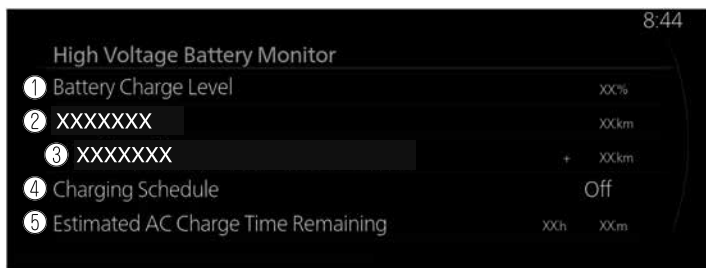 8:44
High Voltage Battery Monitor
① Battery Charge Level XX%
② XXXXXXX XXkm
③ XXXXXXX + XXkm
④ Charging Schedule Off
⑤ Estimated AC Charge Time Remaining XXh XXm